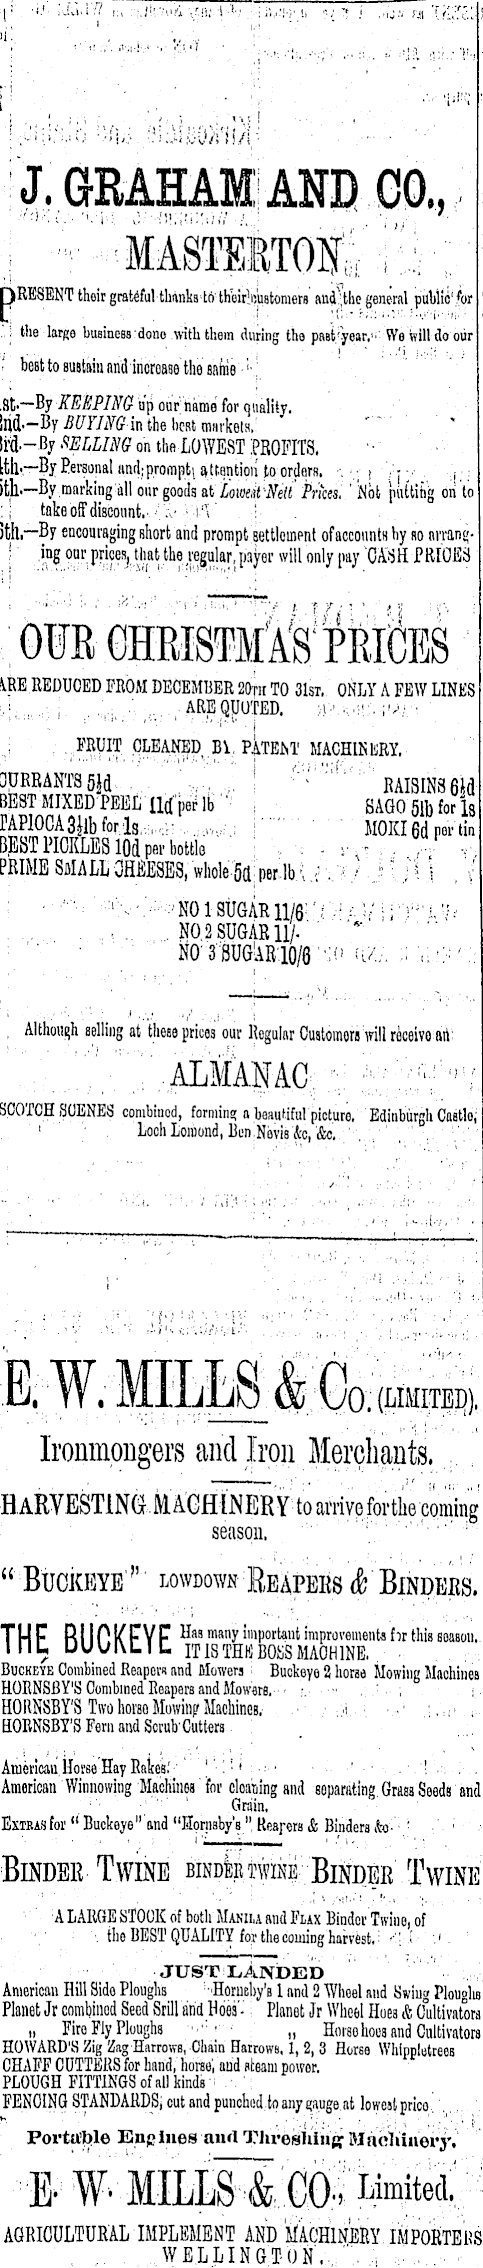 J. GRAHAM AND CO.,
MASTERTON
PRESENT their grateful thanks to their customers and the general public for
the large business done with them during the past year. We will do our
best to sustain and increase the same
1st.—By KEEPING up our name for quality.
2nd.—By BUYING in the best markets.
3rd.—By SELLING on the LOWEST PROFITS.
4th.—By Personal and prompt attention to orders.
5th.—By marking all our goods at Lowest Nett Prices. Not putting on to
take off discount.
6th.—By encouraging short and prompt settlement of accounts by so arrang-
ing our prices, that the regular payer will only pay CASH PRICES
OUR CHRISTMAS PRICES
ARE REDUCED FROM DECEMBER 20TH TO 31ST. ONLY A FEW LINES
ARE QUOTED.
FRUIT CLEANED BY PATENT MACHINERY.
CURRANTS 5½d RAISINS 6½d
BEST MIXED PEEL 11d per lb SAGO 5lb for 1s
TAPIOCA 3½lb for 1s MOKI 6d per tin
BEST PICKLES 10d per bottle
PRIME SMALL CHEESES, whole 5d per lb
NO 1 SUGAR 11/6
NO 2 SUGAR 11/-
NO 3 SUGAR 10/6
Although selling at these prices our Regular Customers will receive an
ALMANAC
SCOTCH SCENES combined, forming a beautiful picture. Edinburgh Castle,
Loch Lomond, Ben Nevis &c, &c.
E. W. MILLS & Co. (LIMITED).
Ironmongers and Iron Merchants.
HARVESTING MACHINERY to arrive for the coming
season.
"BUCKEYE" LOWDOWN REAPERS & BINDERS.
THE BUCKEYE Has many important improvements for this season.
IT IS THE BOSS MACHINE.
BUCKEYE Combined Reapers and Mowers Buckeye 2 horse Mowing Machines
HORNSBY'S Combined Reapers and Mowers.
HORNSBY'S Two horse Mowing Machines.
HORNSBY'S Fern and Scrub Cutters
American Horse Hay Rakes.
American Winnowing Machines for cleaning and separating Grass Seeds and
Grain.
EXTRAS for "Buckeye" and "Hornsby's" Reapers & Binders &c
BINDER TWINE BINDER TWINE BINDER TWINE
A LARGE STOCK of both MANILA and FLAX Binder Twine, of
the BEST QUALITY for the coming harvest.
JUST LANDED
American Hill Side Ploughs Hornsby's 1 and 2 Wheel and Swing Ploughs
Planet Jr combined Seed Srill and Hoes Planet Jr Wheel Hoes & Cultivators
„ Fire Fly Ploughs „ Horse hoes and Cultivators
HOWARD'S Zig Zag Harrows, Chain Harrows, 1, 2, 3 Horse Whippletrees
CHAFF CUTTERS for hand, horse, and steam power.
PLOUGH FITTINGS of all kinds
FENCING STANDARDS, cut and punched to any gauge at lowest price
Portable Engines and Threshing Machinery.
E. W. MILLS & CO., Limited.
AGRICULTURAL IMPLEMENT AND MACHINERY IMPORTERS
WELLINGTON.